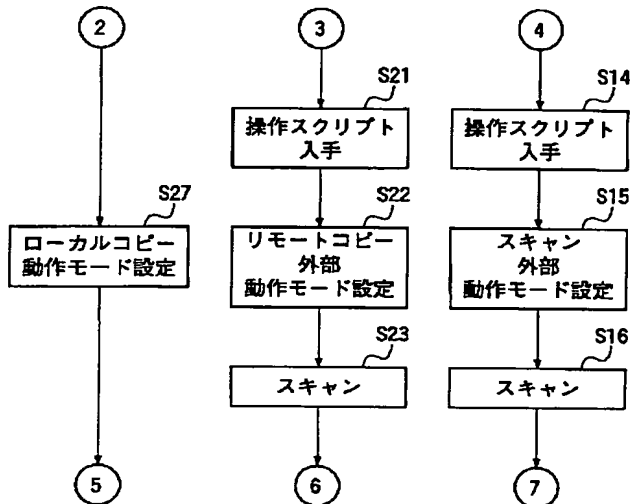 2
3
4
S21
操作スクリプト
入手
S14
操作スクリプト
入手
S27
ローカルコピー
動作モード設定
S22
リモートコピー
外部
動作モード設定
S15
スキャン
外部
動作モード設定
S23
スキャン
S16
スキャン
5
6
7